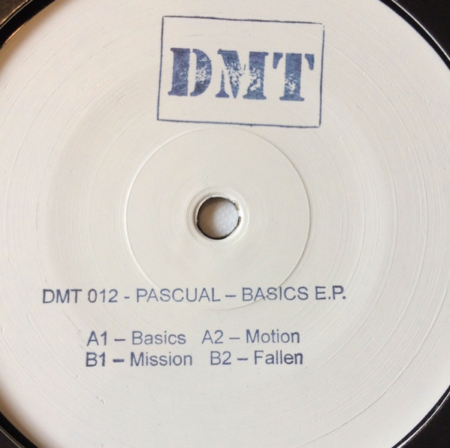 DMT
DMT 012 - PASCUAL – BASICS E.P.
A1 – Basics A2 – Motion
B1 – Mission B2 – Fallen